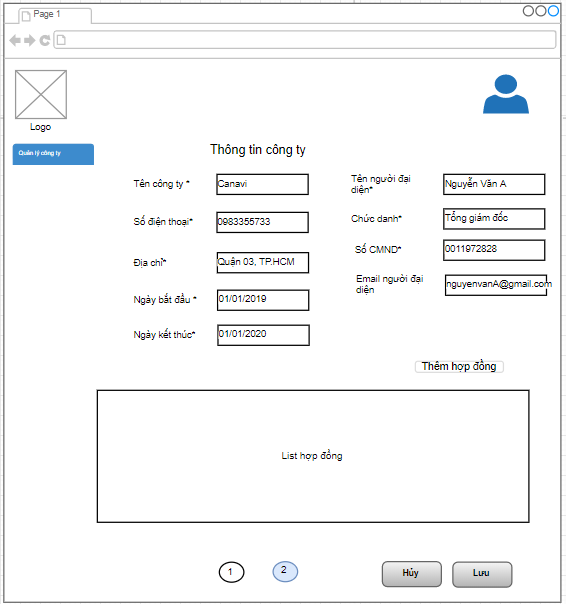 Page 1
Logo
Quản lý công ty
Thông tin công ty
Tên công ty *
Canavi
Tên người đại
diện*
Nguyễn Văn A
Số điện thoại*
0983355733
Chức danh*
Tổng giám đốc
Số CMND*
0011972828
Địa chỉ*
Quận 03, TP.HCM
Email người đại
diện
nguyenvanA@gmail.com
Ngày bắt đầu *
01/01/2019
Ngày kết thúc*
01/01/2020
Thêm hợp đồng
List hợp đồng
1
2
Hủy
Lưu